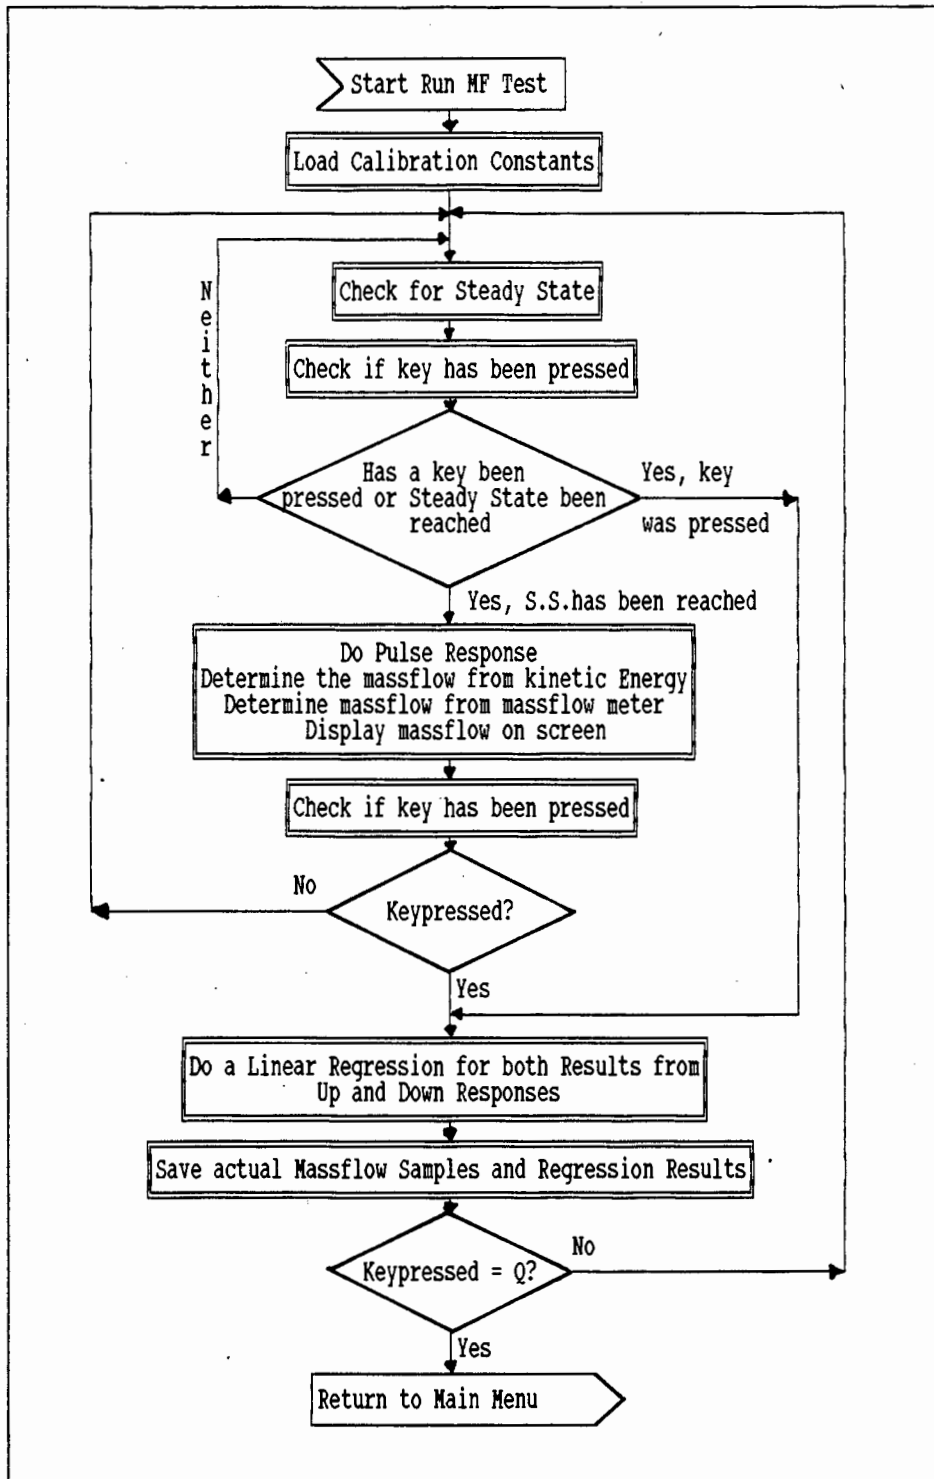 Start Run MF Test
Load Calibration Constants
Check for Steady State
Neither
Check if key has been pressed
Has a key been
pressed or Steady State been
reached
Yes, key
was pressed
Yes, S.S.has been reached
Do Pulse Response
Determine the massflow from kinetic Energy
Determine massflow from massflow meter
Display massflow on screen
Check if key has been pressed
No
Keypressed?
Yes
Do a Linear Regression for both Results from
Up and Down Responses
Save actual Massflow Samples and Regression Results
No
Keypressed = Q?
Yes
Return to Main Menu